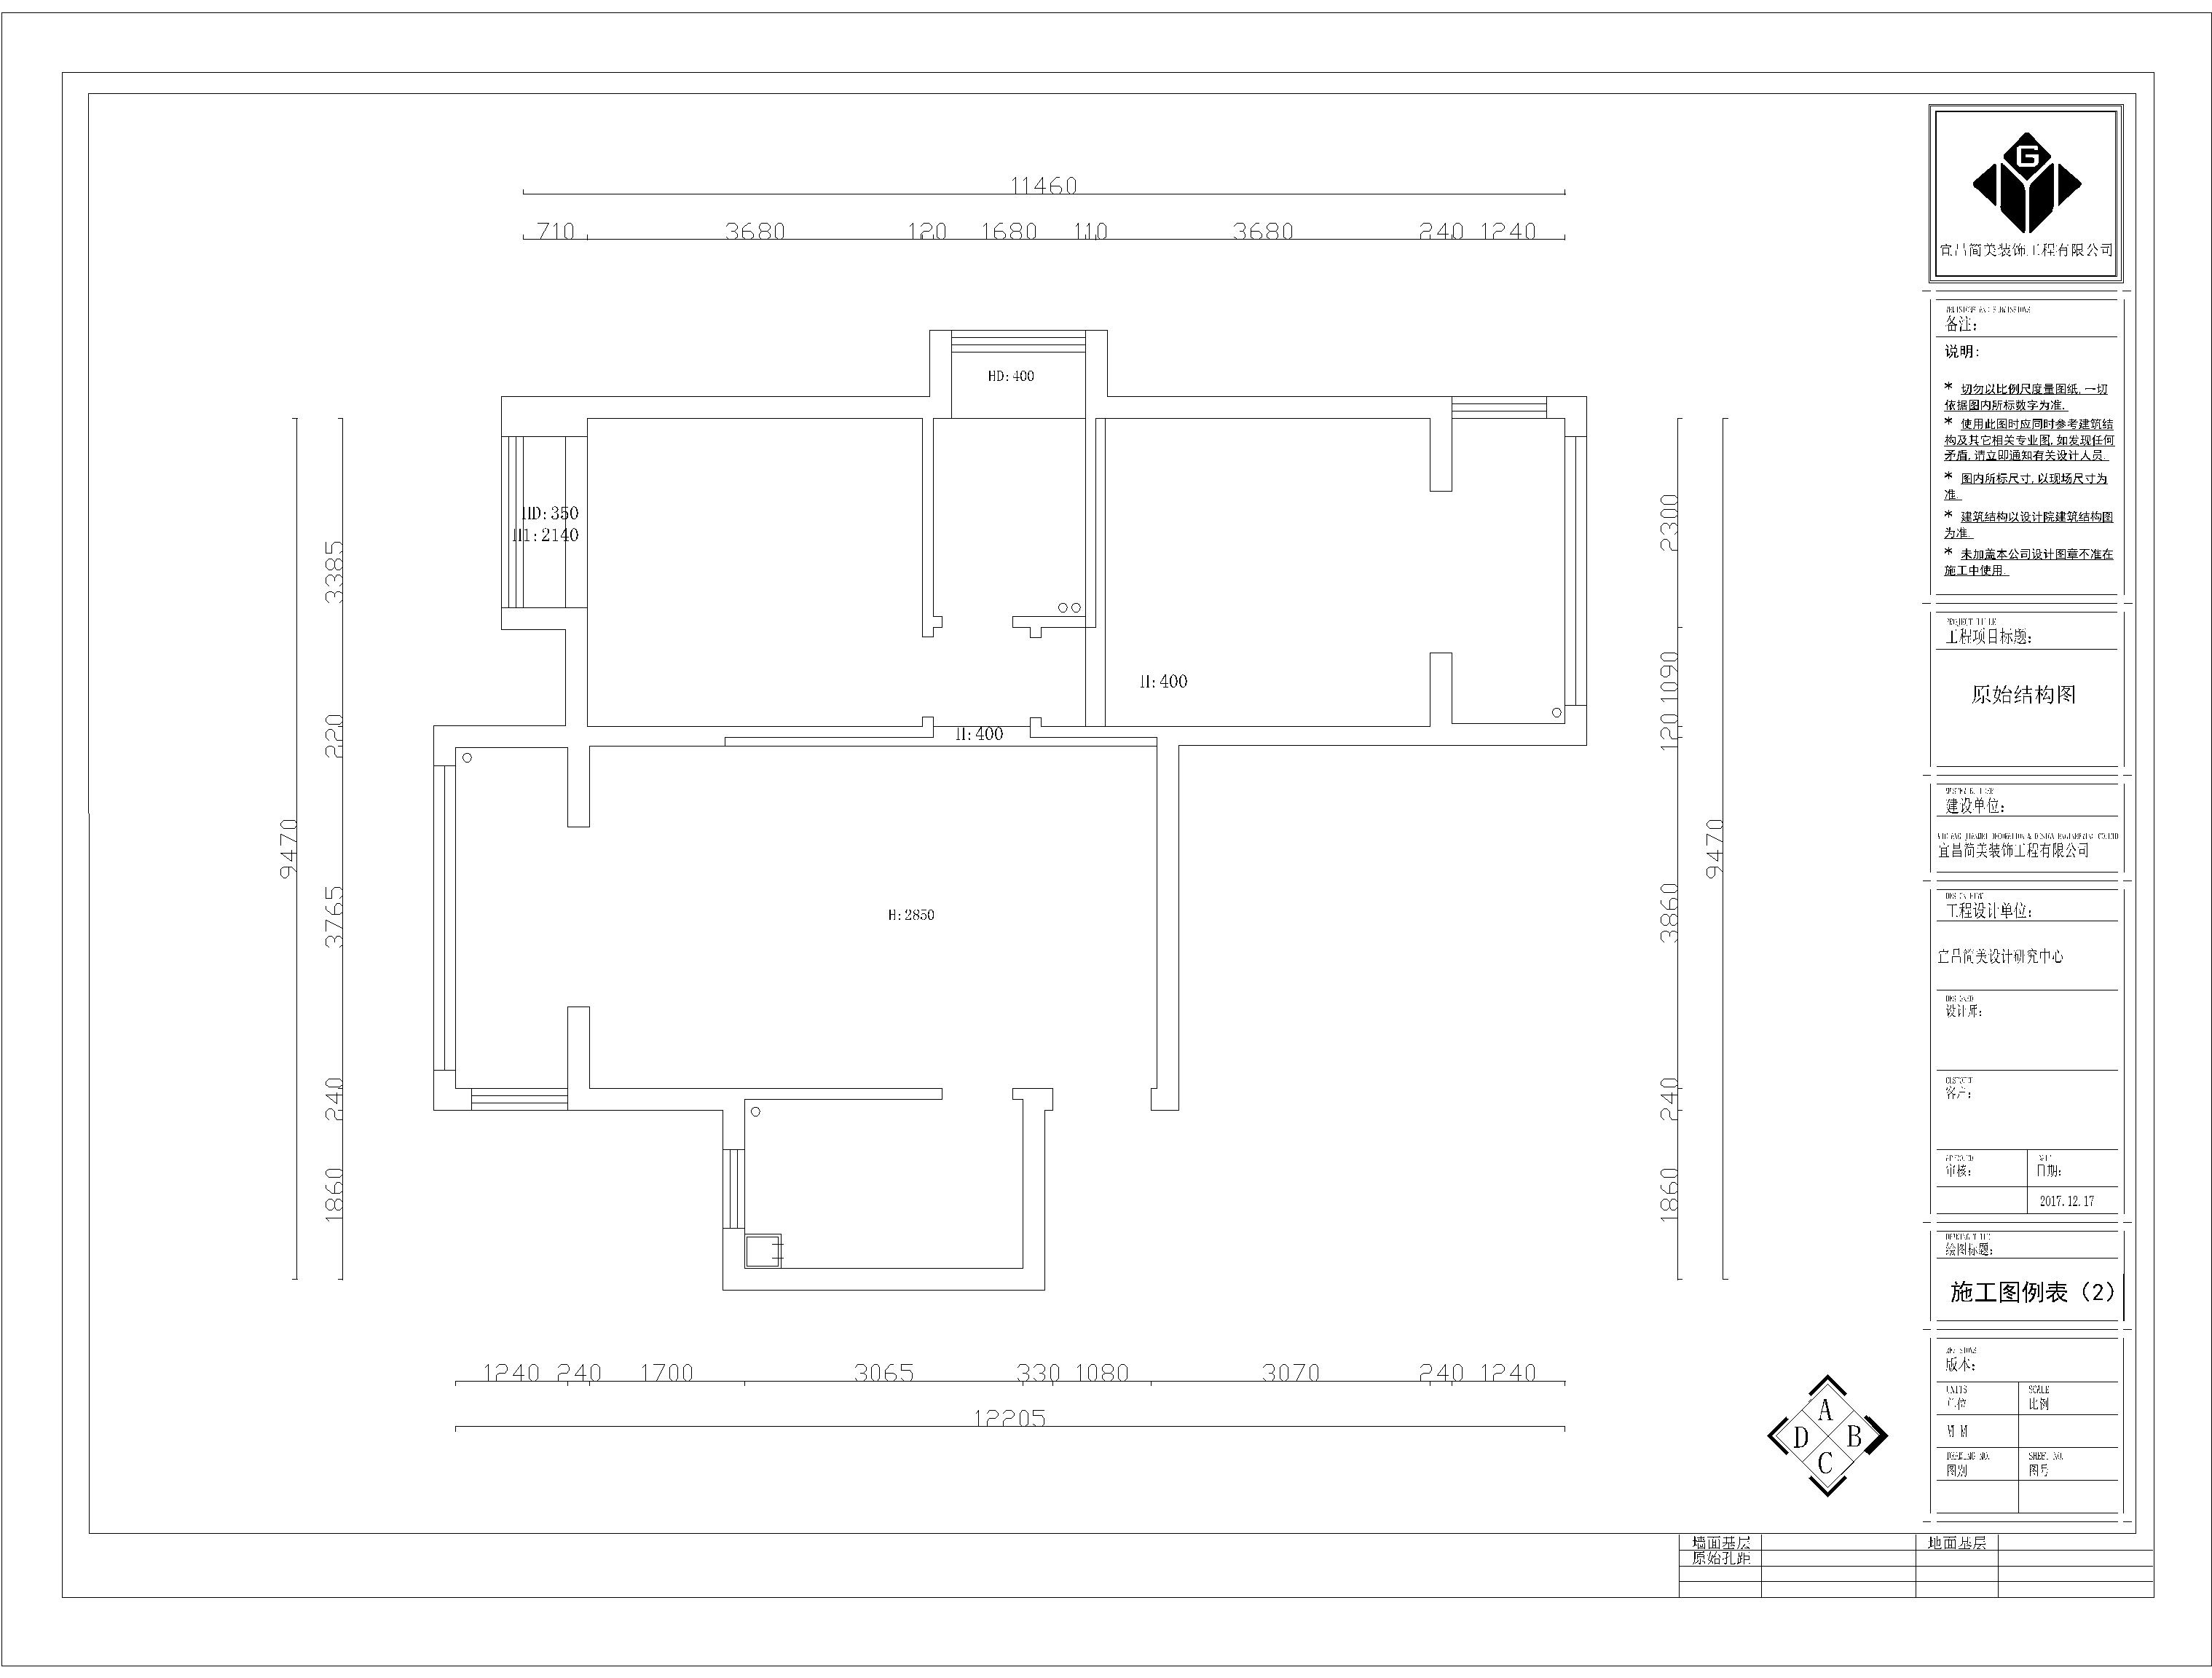 11460
710 3680 120 1680 110 3680 240 1240
HD:400
HD:350
H1:2140
H:400
H:400
H:2850
9470
3385
220
3765
240
1860
2300
1090
120
3860
240
1860
9470
1240 240 1700 3065 330 1080 3070 240 1240
12205
A
D B
C
G
宜昌简美装饰工程有限公司
备注:
说明:
* 切勿以比例尺度量图纸,一切
依据图内所标数字为准.
* 使用此图时应同时参考建筑结
构及其它相关专业图,如发现任何
矛盾,请立即通知有关设计人员.
* 图内所标尺寸,以现场尺寸为
准.
* 建筑结构以设计院建筑结构图
为准.
* 未加盖本公司设计图章不准在
施工中使用.
PROJECT TITLE
工程项目标题:
原始结构图
建设单位:
宜昌简美装饰工程有限公司
工程设计单位:
宜昌简美设计研究中心
设计师:
客户:
审核: 日期:
2017.12.17
绘图标题:
施工图例表（2）
版本:
UNITS SCALE
单位 比例
M M
DRAWING NO. SHEET NO.
图别 图号
墙面基层 地面基层
原始孔距